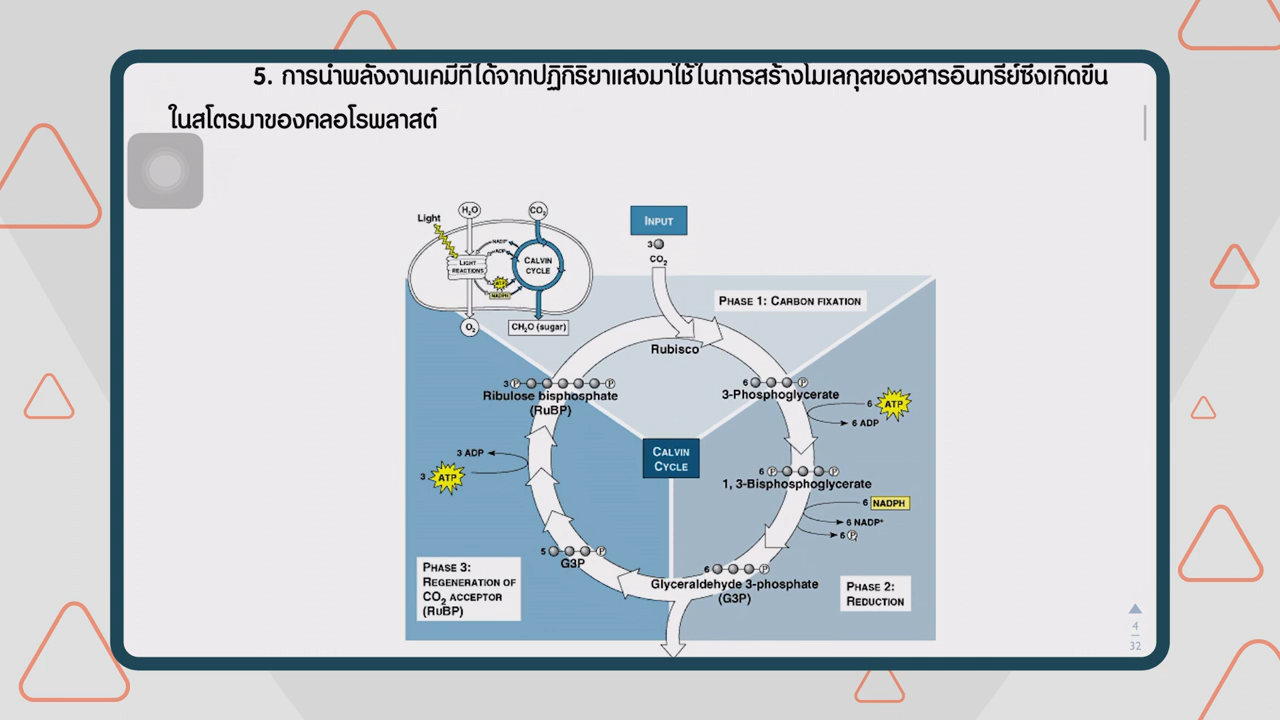 5. การนำพลังงานเคมีที่ได้จากปฏิกิริยาแสงมาใช้ในการสร้างโมเลกุลของสารอินทรีย์ซึ่งเกิดขึ้น
ในสโตรมาของคลอโรพลาสต์
H₂O
CO₂
Light
NADP⁺
ADP
LIGHT
REACTIONS
CALVIN
CYCLE
ATP
NADPH
O₂
CH₂O (sugar)
INPUT
3
CO₂
PHASE 1: CARBON FIXATION
Rubisco
3 P P
Ribulose bisphosphate
(RuBP)
6 P
3-Phosphoglycerate
6 ATP
6 ADP
3 ADP
3 ATP
CALVIN
CYCLE
6 P P
1, 3-Bisphosphoglycerate
6 NADPH
6 NADP⁺
6 P
5 P
G3P
6 P
Glyceraldehyde 3-phosphate
(G3P)
PHASE 3:
REGENERATION OF
CO₂ ACCEPTOR
(RuBP)
PHASE 2:
REDUCTION
4
32